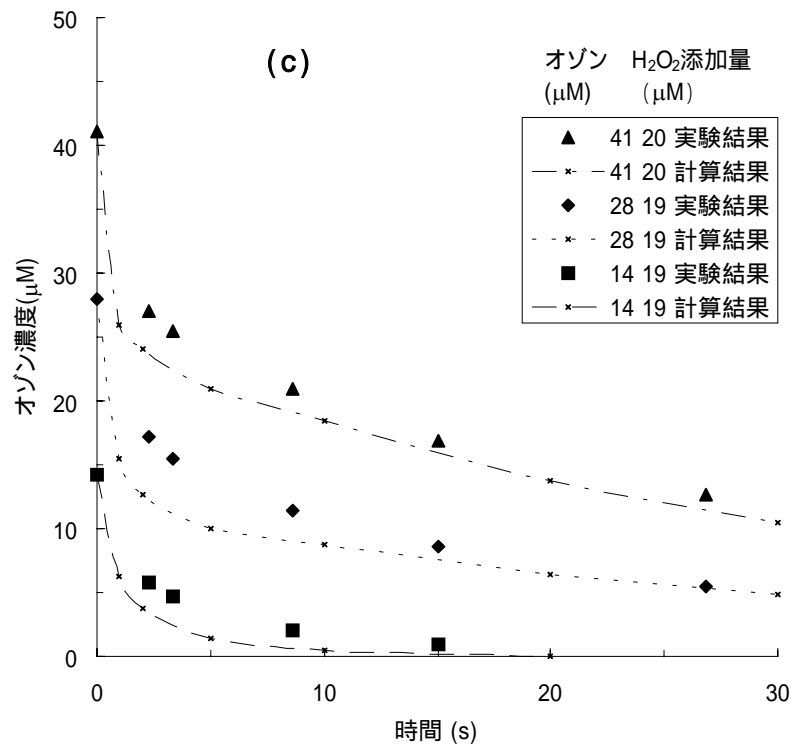 50
(c)
オゾン H₂O₂添加量
(μM) (μM)
41 20 実験結果
41 20 計算結果
28 19 実験結果
28 19 計算結果
14 19 実験結果
14 19 計算結果
40
30
20
10
0
オゾン濃度(μM)
0 10 20 30
時間 (s)